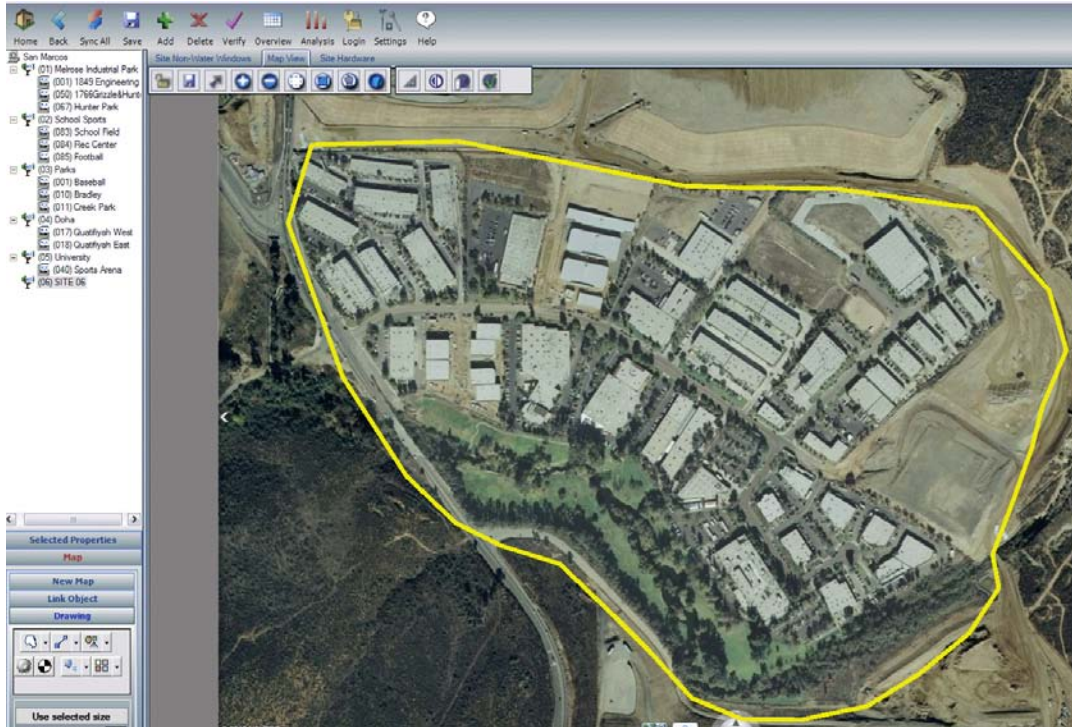 Home Back Sync All Save Add Delete Verify Overview Analysis Login Settings Help
San Marcos
(01) Melrose Industrial Park
(001) 1849 Engineering
(050) 1766Grizzle&Hunt
(067) Hunter Park
(02) School Sports
(083) School Field
(084) Rec Center
(085) Football
(03) Parks
(001) Baseball
(010) Bradley
(011) Creek Park
(04) Doha
(017) Quatifiyah West
(018) Quatifiyah East
(05) University
(040) Sports Arena
(06) SITE 06
Site Non-Water Windows Map View Site Hardware
Selected Properties
Map
New Map
Link Object
Drawing
Use selected size